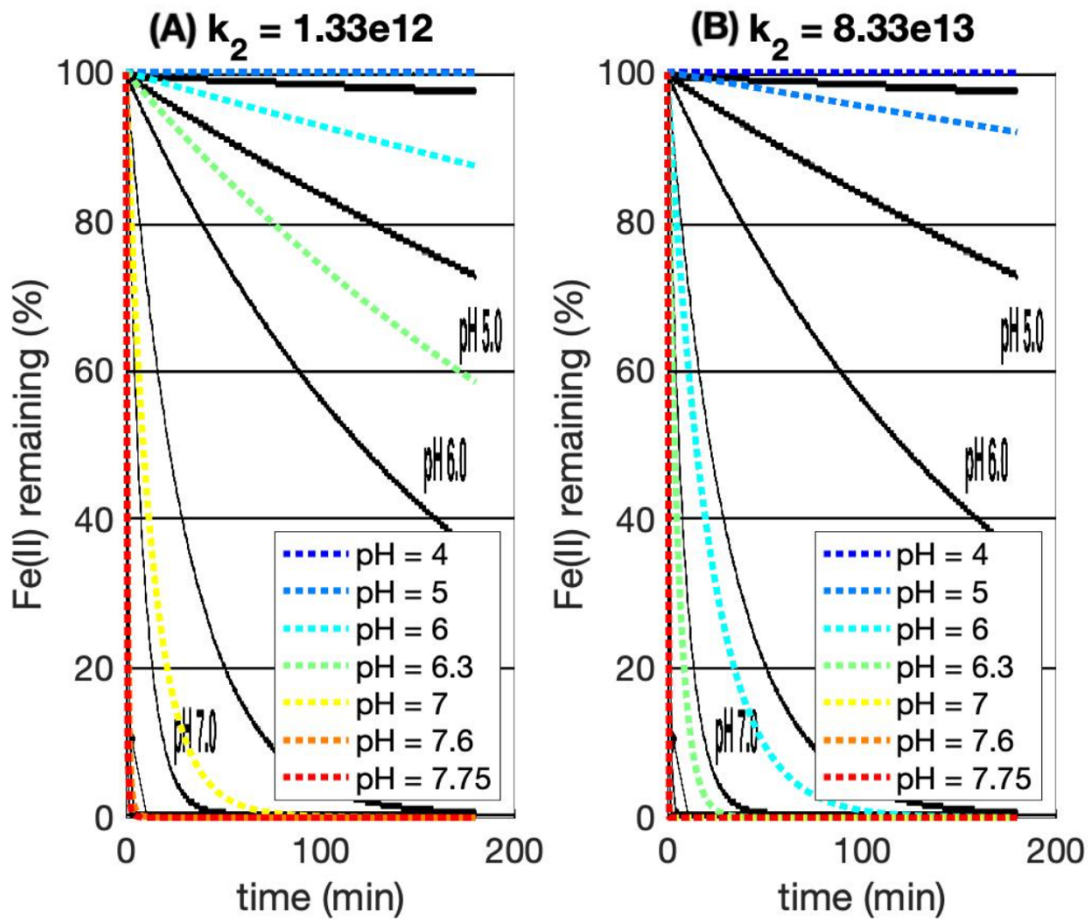 (A) k2 = 1.33e12
100
80
60
40
20
0
Fe(II) remaining (%)
pH 5.0
pH 6.0
pH 7.0
pH = 4
pH = 5
pH = 6
pH = 6.3
pH = 7
pH = 7.6
pH = 7.75
0 100 200
time (min)
(B) k2 = 8.33e13
100
80
60
40
20
0
Fe(II) remaining (%)
pH 5.0
pH 6.0
pH 7.0
pH = 4
pH = 5
pH = 6
pH = 6.3
pH = 7
pH = 7.6
pH = 7.75
0 100 200
time (min)